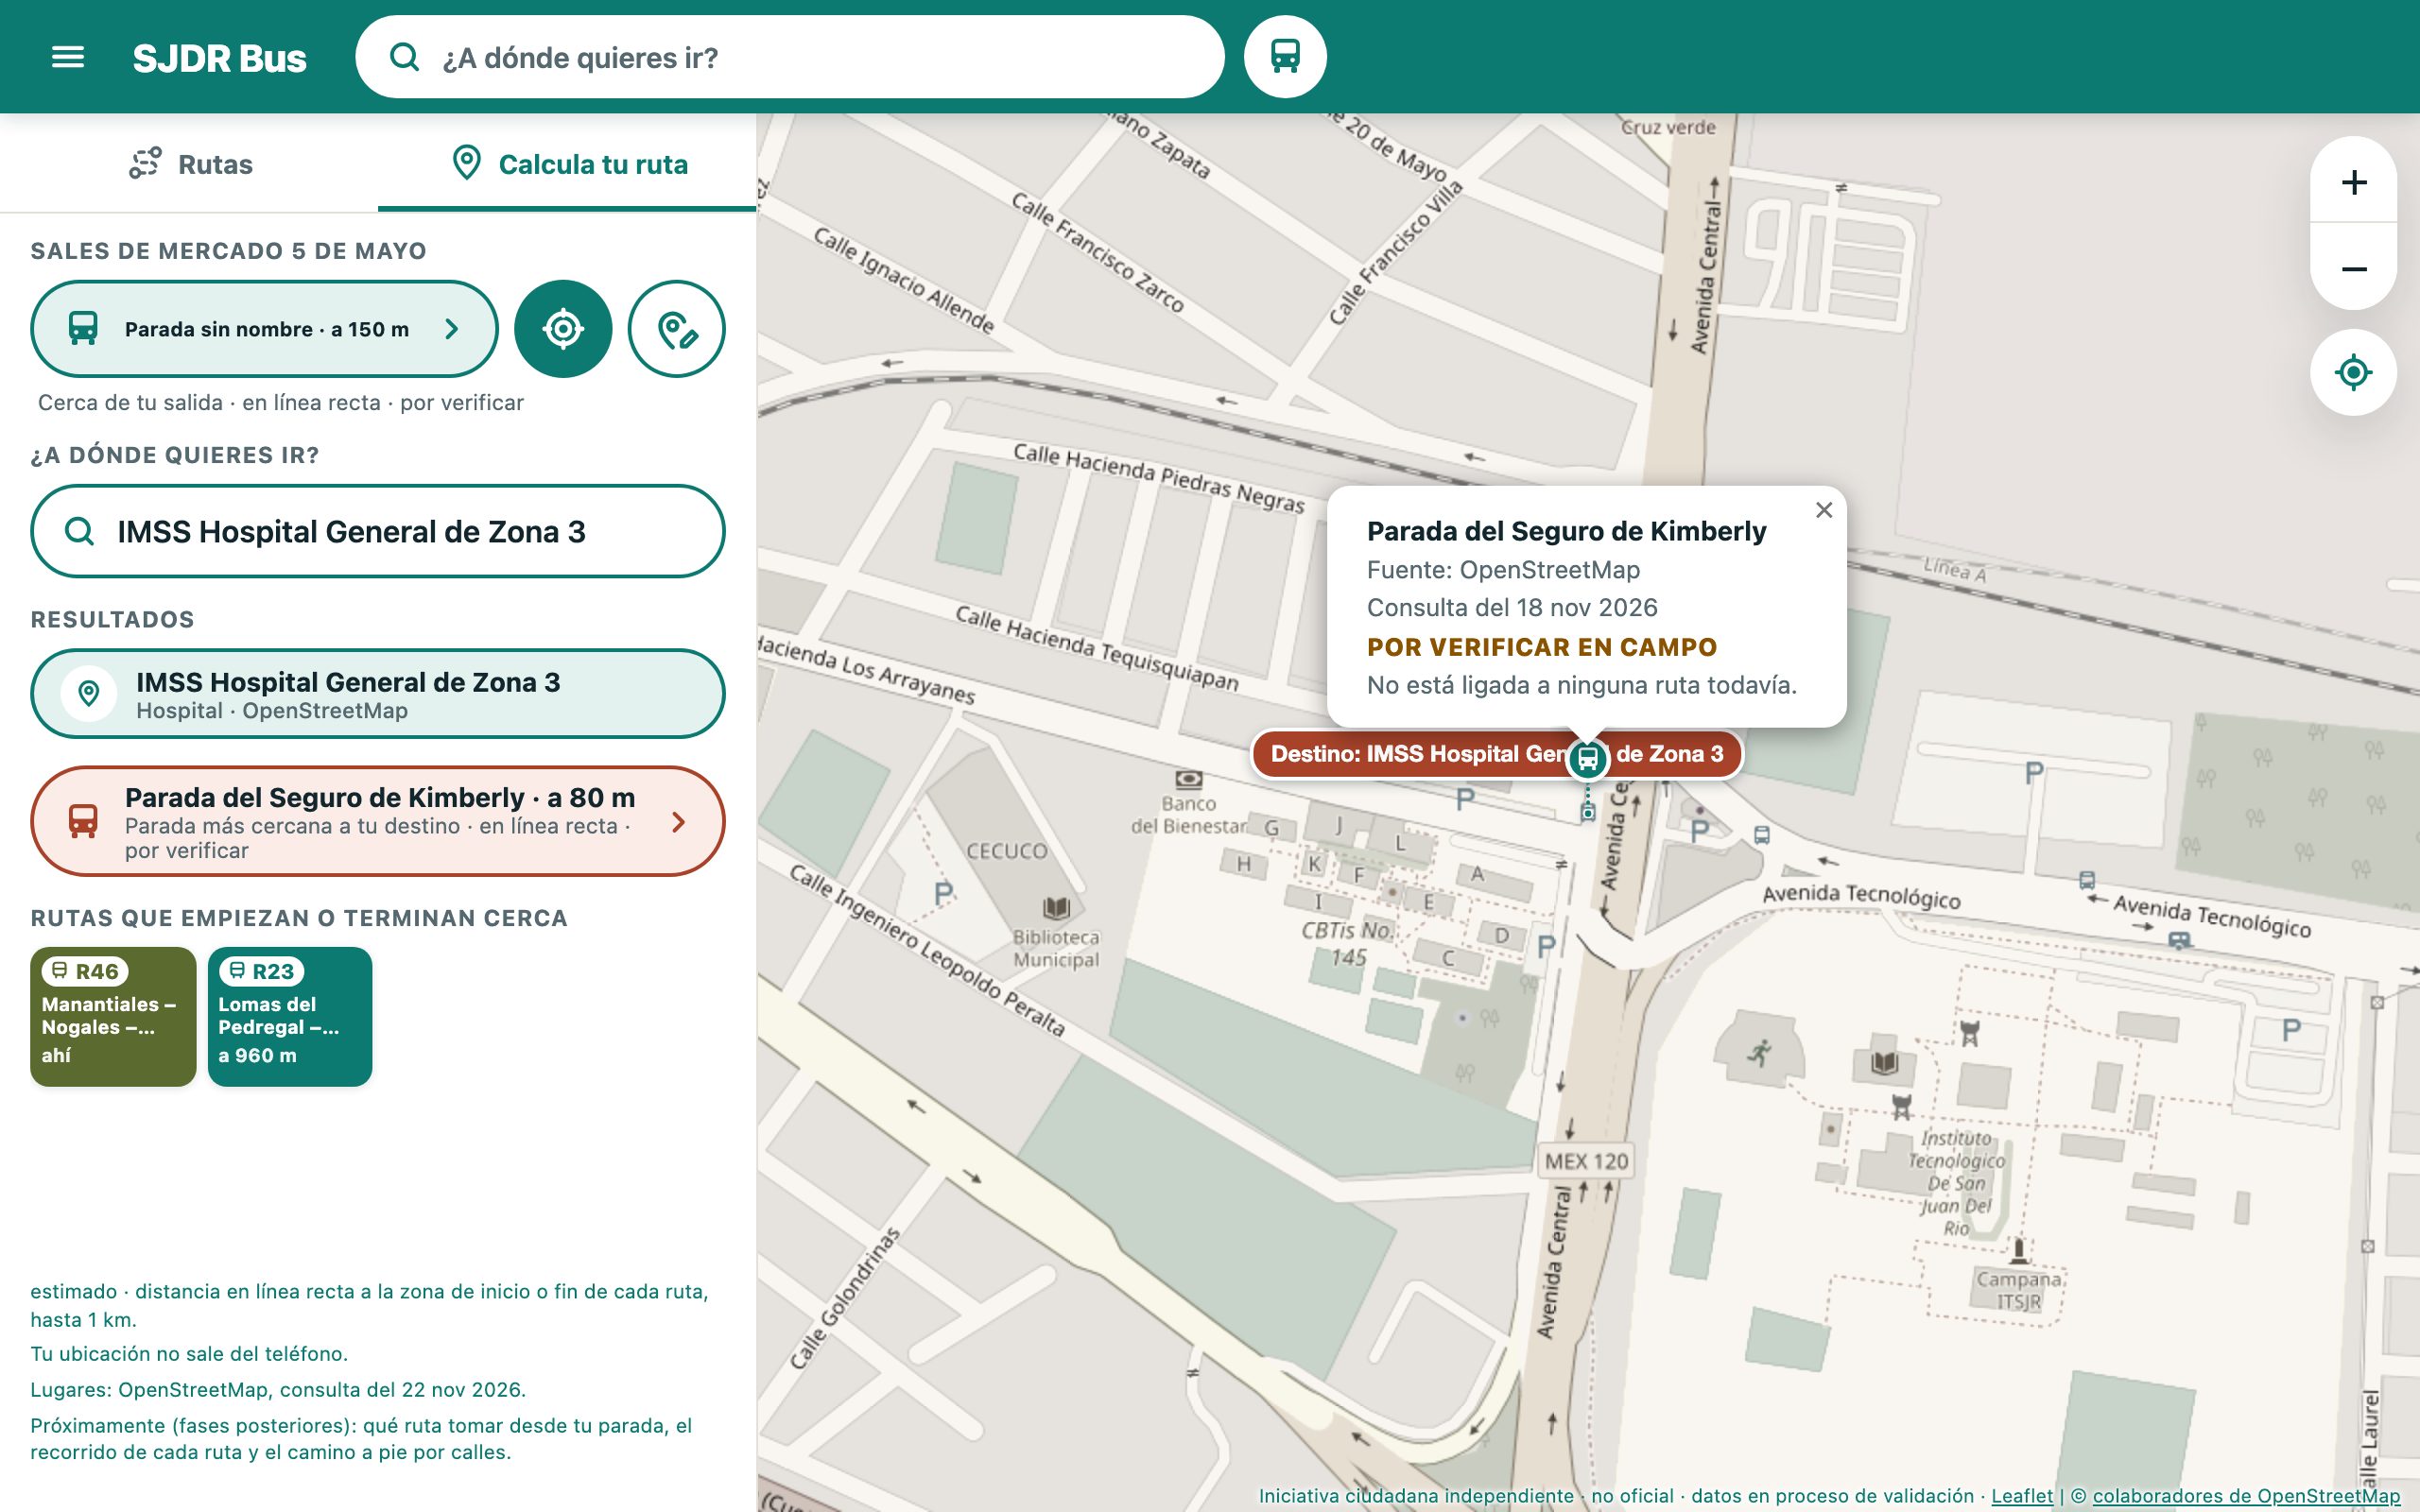 SJDR Bus
¿A dónde quieres ir?
Rutas
Calcula tu ruta
SALES DE MERCADO 5 DE MAYO
Parada sin nombre · a 150 m
Cerca de tu salida · en línea recta · por verificar
¿A DÓNDE QUIERES IR?
IMSS Hospital General de Zona 3
RESULTADOS
IMSS Hospital General de Zona 3
Hospital · OpenStreetMap
Parada del Seguro de Kimberly · a 80 m
Parada más cercana a tu destino · en línea recta ·
por verificar
RUTAS QUE EMPIEZAN O TERMINAN CERCA
R46
Manantiales –
Nogales –...
ahí
R23
Lomas del
Pedregal –...
a 960 m
estimado · distancia en línea recta a la zona de inicio o fin de cada ruta,
hasta 1 km.
Tu ubicación no sale del teléfono.
Lugares: OpenStreetMap, consulta del 22 nov 2026.
Próximamente (fases posteriores): qué ruta tomar desde tu parada, el
recorrido de cada ruta y el camino a pie por calles.
Cruz verde
Zapata
20 de Mayo
Calle Francisco Villa
Calle Francisco Zarco
Calle Ignacio Allende
Avenida Central
+
−
Calle Hacienda Piedras Negras
Línea A
Parada del Seguro de Kimberly
×
Fuente: OpenStreetMap
Consulta del 18 nov 2026
POR VERIFICAR EN CAMPO
No está ligada a ninguna ruta todavía.
Calle Hacienda Tequisquiapan
Hacienda Los Arrayanes
Destino: IMSS Hospital Gen de Zona 3
Banco
del Bienestar
CECUCO
P
P
P
P
P
P
G
J
L
H
K
F
A
I
E
D
C
CBTis No.
145
Biblioteca
Municipal
Calle Ingeniero Leopoldo Peralta
Avenida Ce
Avenida Tecnológico
Avenida Tecnológico
MEX 120
Avenida Central
Calle Golondrinas
Instituto
Tecnologico
De San
Juan Del
Rio
Campana
ITSJR
alle Laurel
Iniciativa ciudadana independiente · no oficial · datos en proceso de validación · Leaflet | © colaboradores de OpenStreetMap